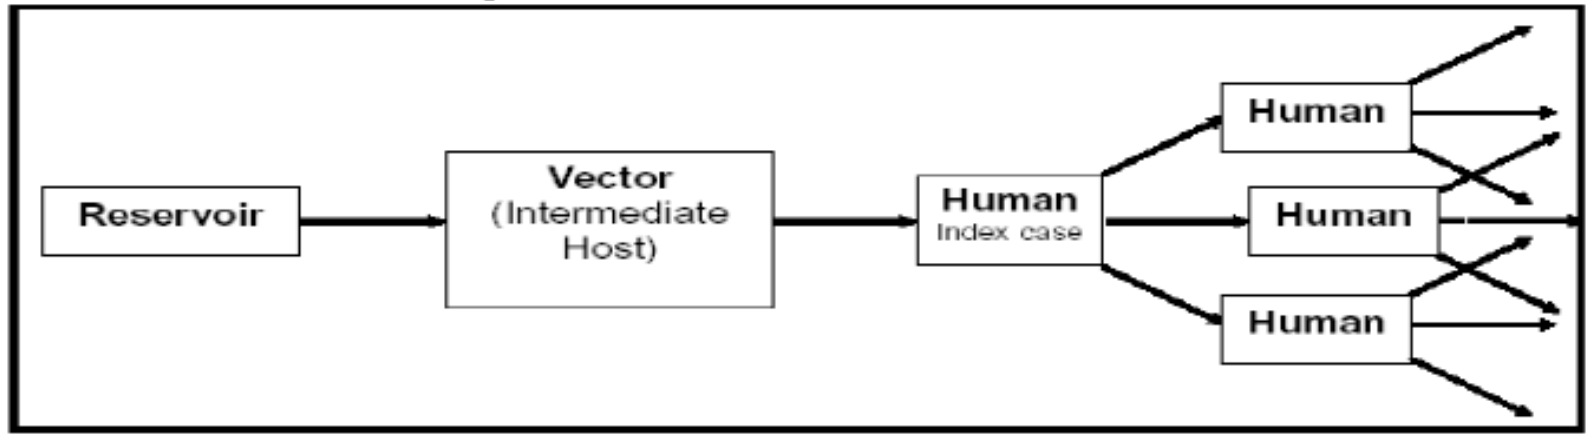 Reservoir
Vector
(Intermediate
Host)
Human
Index case
Human
Human
Human